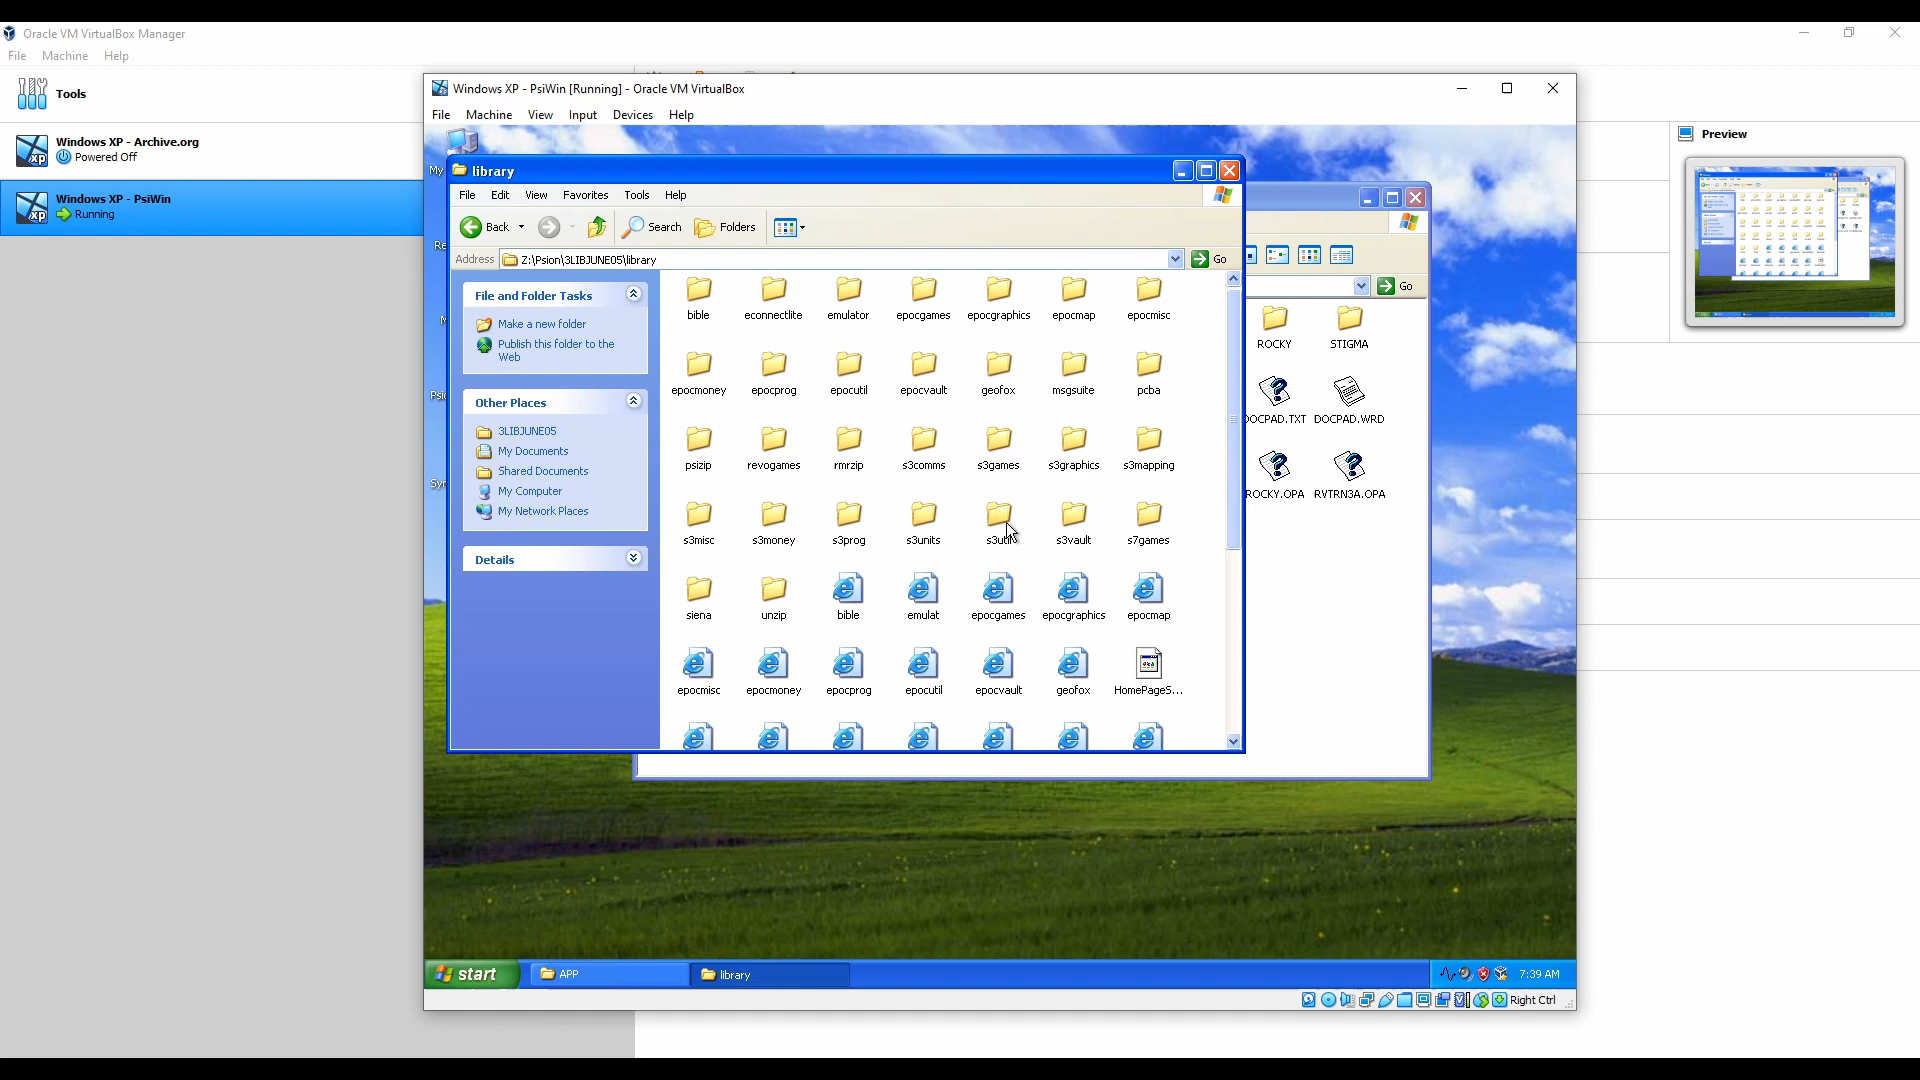 Oracle VM VirtualBox Manager
File Machine Help
Tools
Windows XP - Archive.org
Powered Off
Windows XP - PsiWin
Running
Windows XP - PsiWin [Running] - Oracle VM VirtualBox
File Machine View Input Devices Help
Preview
library
File Edit View Favorites Tools Help
Back Search Folders
Address Z:\Psion\3LIBJUNE05\library Go
Go
File and Folder Tasks
Make a new folder
Publish this folder to the
Web
Other Places
3LIBJUNE05
My Documents
Shared Documents
My Computer
My Network Places
Details
bible econnectlite emulator epocgames epocgraphics epocmap epocmisc
epocmoney epocprog epocutil epocvault geofox msgsuite pcba
psizip revogames rmrzip s3comms s3games s3graphics s3mapping
s3misc s3money s3prog s3units s3util s3vault s7games
siena unzip bible emulat epocgames epocgraphics epocmap
epocmisc epocmoney epocprog epocutil epocvault geofox HomePageS...
ROCKY STIGMA
DOCPAD.TXT DOCPAD.WRD
ROCKY.OPA RVTRN3A.OPA
My
start APP library 7:39 AM
Right Ctrl